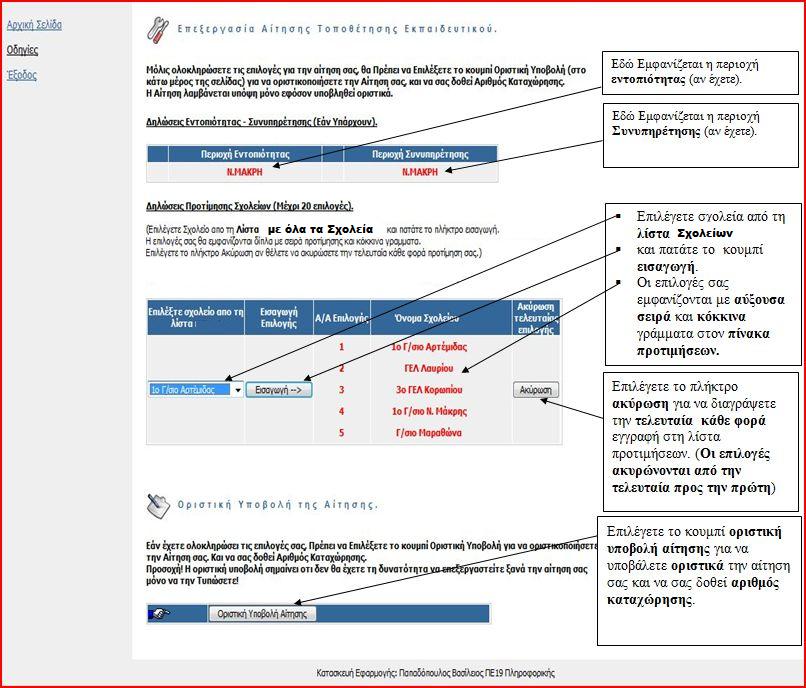 Αρχική Σελίδα
Οδηγίες
Έξοδος
Επεξεργασία Αίτησης Τοποθέτησης Εκπαιδευτικού.
Μόλις ολοκληρώσετε τις επιλογές για την αίτηση σας, θα Πρέπει να Επιλέξετε το κουμπί Οριστική Υποβολή (στο
κάτω μέρος της σελίδας) για να οριστικοποιήσετε την Αίτηση σας, και να σας δοθεί Αριθμός Καταχώρησης.
Η Αίτηση λαμβάνεται υπόψη μόνο εφόσον υποβληθεί οριστικά.
Δηλώσεις Εντοπιότητας - Συνυπηρέτησης (Εάν Υπάρχουν).
Περιοχή Εντοπιότητας Περιοχή Συνυπηρέτησης
Ν.ΜΑΚΡΗ Ν.ΜΑΚΡΗ
Δηλώσεις Προτίμησης Σχολείων (Μέχρι 20 επιλογές).
(Επιλέξετε Σχολείο απο τη Λίστα με όλα τα Σχολεία και πατάτε το πλήκτρο εισαγωγή.
Η επιλογές σας θα εμφανίζονται δίπλα με σειρά προτίμησης και κόκκινα γραμματα.
Επιλέγετε το πλήκτρο Ακύρωση αν θέλετε να ακυρώσετε την τελευταία κάθε φορά προτίμηση σας.)
Επιλέξτε σχολείο απο τη λίστα :
Εισαγωγή Επιλογής
Α/Α Επιλογής
Όνομα Σχολείου
Ακύρωση τελευταίας επιλογής
1 1ο Γ/σιο Αρτέμιδας
2 ΓΕΛ Λαυρίου
1ο Γ/σιο Αρτέμιδας Εισαγωγή --> 3 3ο ΓΕΛ Κορωπίου Ακύρωση
4 1ο Γ/σιο Ν. Μάκρης
5 Γ/σιο Μαραθώνα
Οριστική Υποβολή της Αίτησης.
Εάν έχετε ολοκληρώσει τις επιλογές σας, Πρέπει να Επιλέξετε το κουμπί Οριστική Υποβολή για να οριστικοποιήσετε
την Αίτηση σας. Και να σας δοθεί Αριθμός Καταχώρησης.
Προσοχή! Η οριστική υποβολή σημαίνει οτι δεν θα έχετε τη δυνατότητα να επεξεργαστείτε ξανά την αίτηση σας
μόνο να την Τυπώσετε!
Οριστική Υποβολή Αίτησης
Κατασκευή Εφαρμογής: Παπαδόπουλος Βασίλειος ΠΕ19 Πληροφορικής
Εδώ Εμφανίζεται η περιοχή
εντοπιότητας (αν έχετε).
Εδώ Εμφανίζεται η περιοχή
Συνυπηρέτησης (αν έχετε).
▪ Επιλέγετε σχολεία από τη
λίστα Σχολείων
▪ και πατάτε το κουμπί
εισαγωγή.
▪ Οι επιλογές σας
εμφανίζονται με αύξουσα
σειρά και κόκκινα
γράμματα στον πίνακα
προτιμήσεων.
Επιλέγετε το πλήκτρο
ακύρωση για να διαγράψετε
την τελευταία κάθε φορά
εγγραφή στη λίστα
προτιμήσεων. (Οι επιλογές
ακυρώνονται από την
τελευταία προς την πρώτη)
Επιλέγετε το κουμπί οριστική
υποβολή αίτησης για να
υποβάλετε οριστικά την αίτηση
σας και να σας δοθεί αριθμός
καταχώρησης.